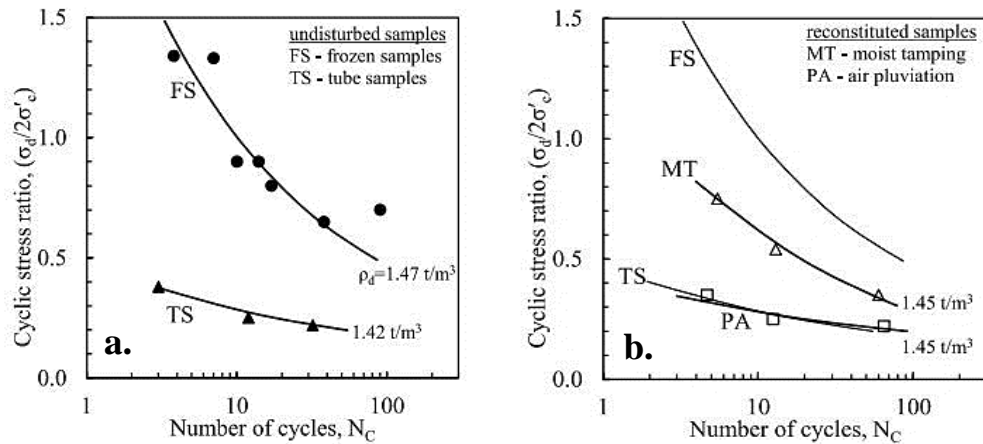 1.5
1.0
0.5
0.0
Cyclic stress ratio, (σd/2σ'c)
undisturbed samples
FS - frozen samples
TS - tube samples
FS
ρd=1.47 t/m³
TS
1.42 t/m³
a.
1
10
100
Number of cycles, NC
1.5
1.0
0.5
0.0
Cyclic stress ratio, (σd/2σ'c)
reconstituted samples
MT - moist tamping
PA - air pluviation
FS
MT
TS
1.45 t/m³
PA
1.45 t/m³
b.
1
10
100
Number of cycles, NC